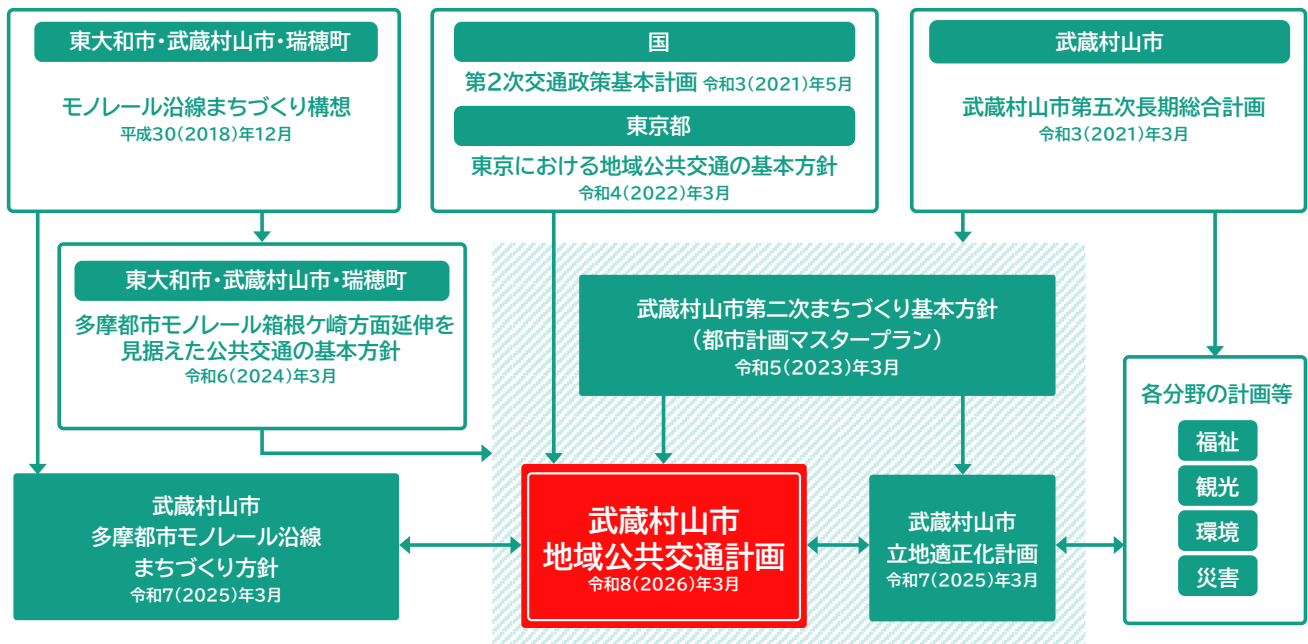 東大和市・武蔵村山市・瑞穂町
モノレール沿線まちづくり構想
平成30(2018)年12月
国
第2次交通政策基本計画 令和3(2021)年5月
東京都
東京における地域公共交通の基本方針
令和4(2022)年3月
武蔵村山市
武蔵村山市第五次長期総合計画
令和3(2021)年3月
東大和市・武蔵村山市・瑞穂町
多摩都市モノレール箱根ケ崎方面延伸を
見据えた公共交通の基本方針
令和6(2024)年3月
武蔵村山市第二次まちづくり基本方針
(都市計画マスタープラン)
令和5(2023)年3月
各分野の計画等
福祉
観光
環境
災害
武蔵村山市
多摩都市モノレール沿線
まちづくり方針
令和7(2025)年3月
武蔵村山市
地域公共交通計画
令和8(2026)年3月
武蔵村山市
立地適正化計画
令和7(2025)年3月